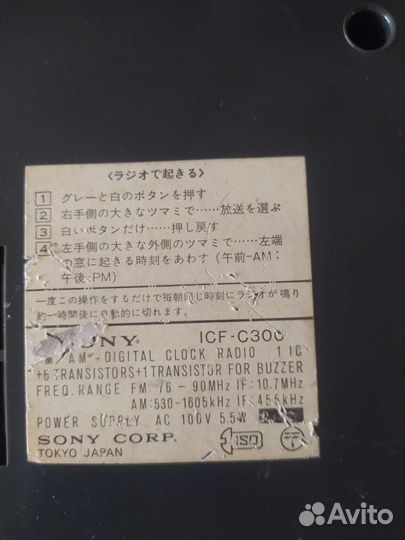 〈ラジオで起きる〉
1 グレーと白のボタンを押す
2 右手側の大きなツマミで……放送を選ぶ
3 白いボタンだけ……押し戻す
4 左手側の大きな外側のツマミで……左端
の窓に起きる時刻をあわす(午前-AM:
午後-PM)
一度この操作をするだけで毎朝同じ時刻にラジオが鳴り
約一時間後に自動的に切れます。
SONY ICF-C300
AM - DIGITAL CLOCK RADIO 1 IC
+6 TRANSISTORS+1 TRANSISTOR FOR BUZZER
FREQ.RANGE FM: 76 - 90MHz IF: 10.7MHz
AM: 530-1605kHz IF: 455kHz
POWER SUPPLY AC 100V 5.5W
SONY CORP. ISO
TOKYO JAPAN
Avito